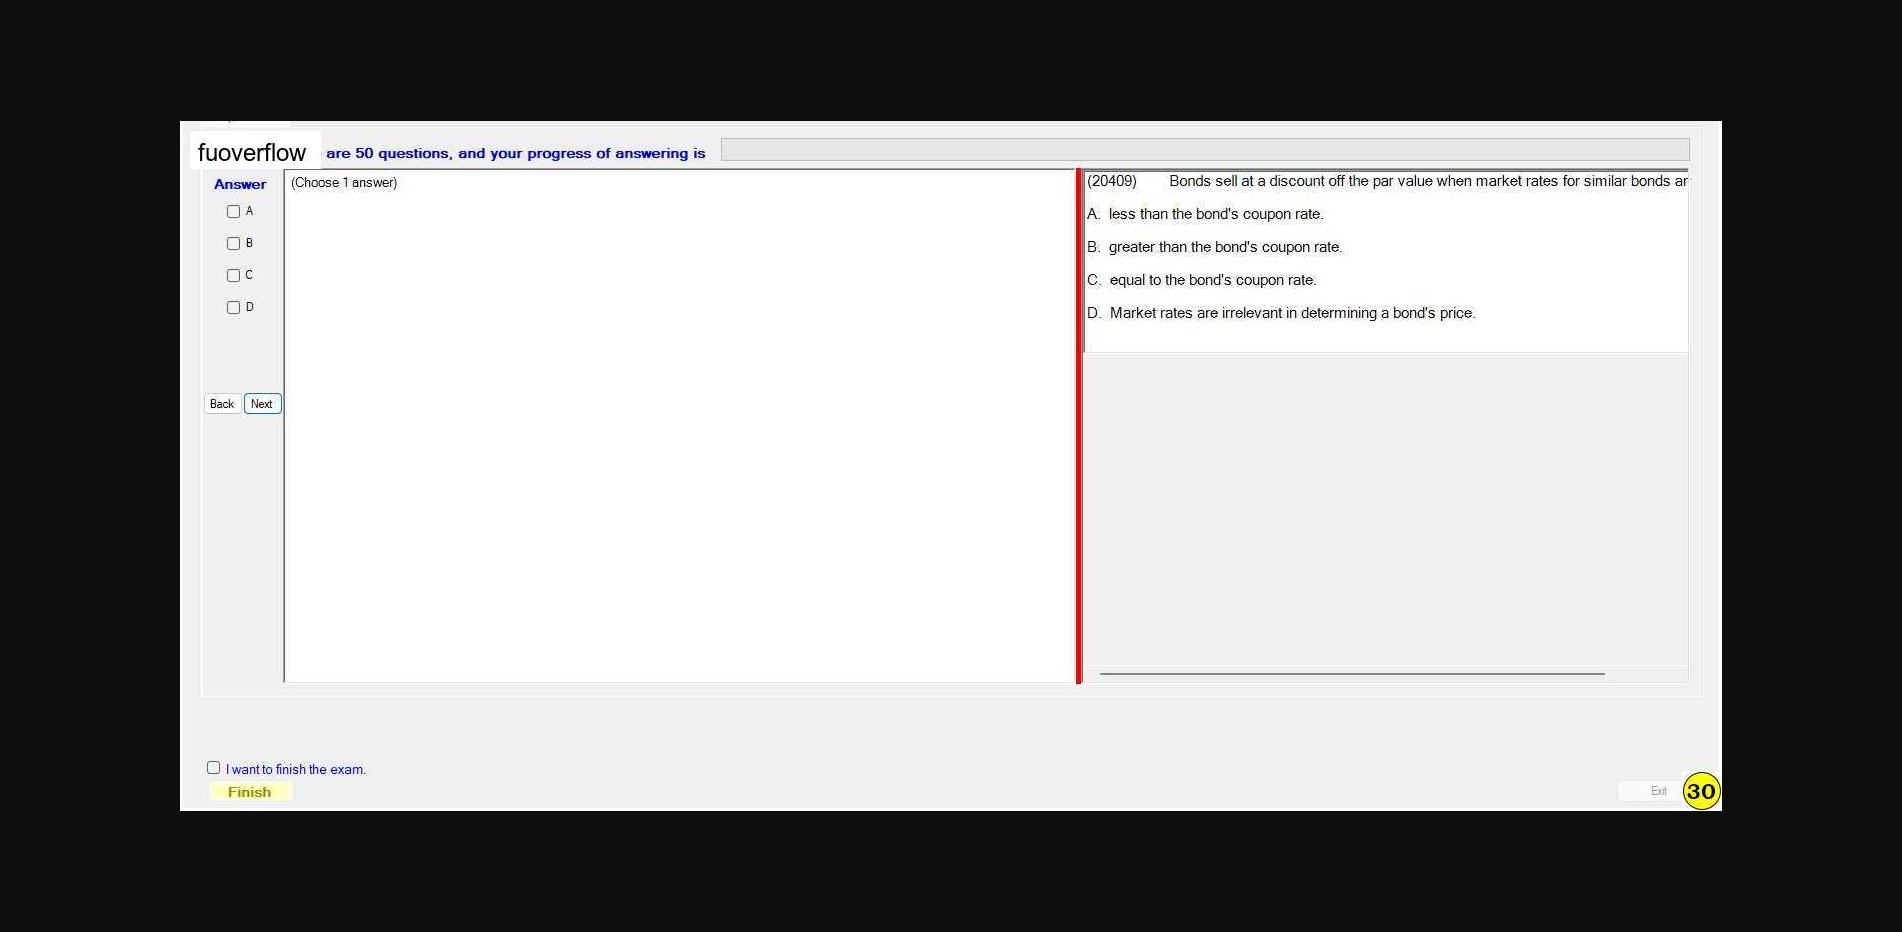 fuoverflow are 50 questions, and your progress of answering is
Answer
A
B
C
D
Back Next
(Choose 1 answer)
(20409) Bonds sell at a discount off the par value when market rates for similar bonds
A. less than the bond's coupon rate.
B. greater than the bond's coupon rate.
C. equal to the bond's coupon rate.
D. Market rates are irrelevant in determining a bond's price.
I want to finish the exam.
Finish
Exit
30